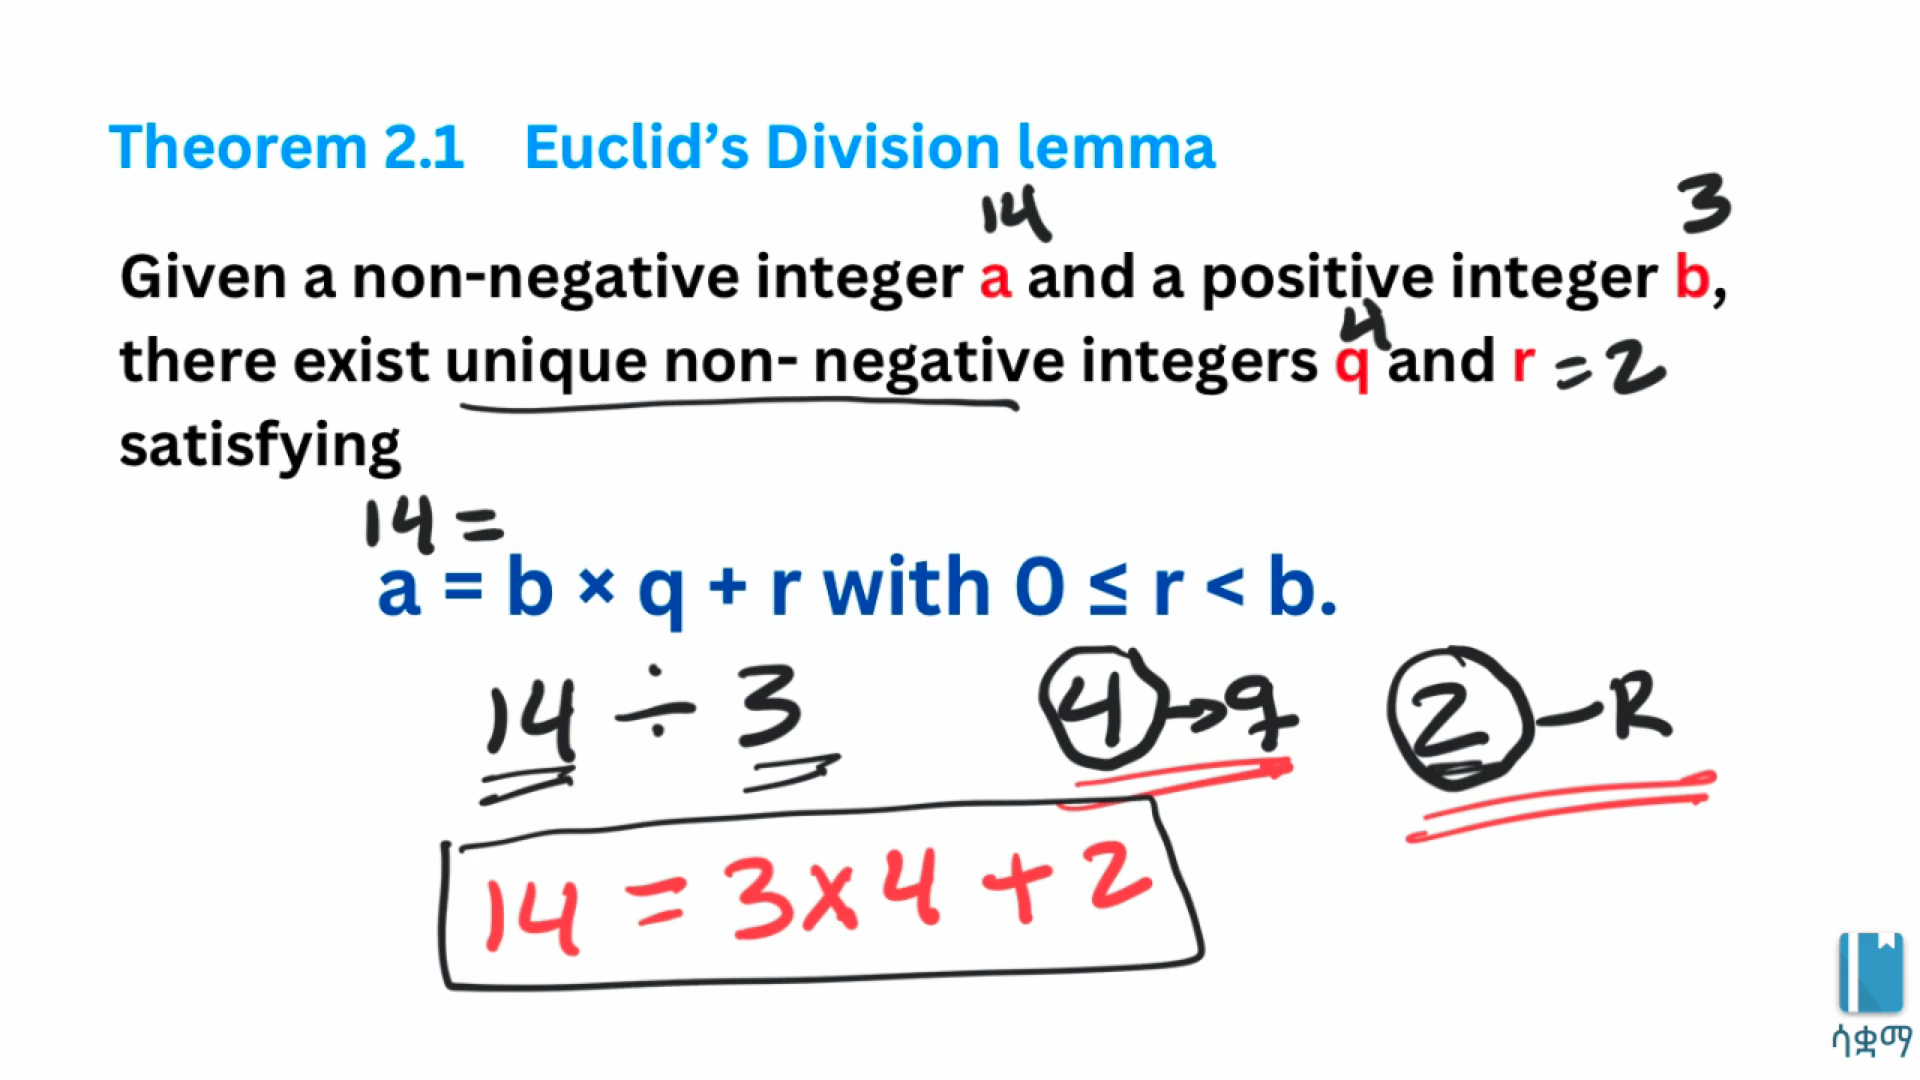 Theorem 2.1 Euclid’s Division lemma
14 3
Given a non-negative integer a and a positive integer b,
4
there exist unique non- negative integers q and r = 2
satisfying
14 =
a = b × q + r with 0 ≤ r < b.
14 ÷ 3 4 → q 2 – R
14 = 3 x 4 + 2
ሳቋማ